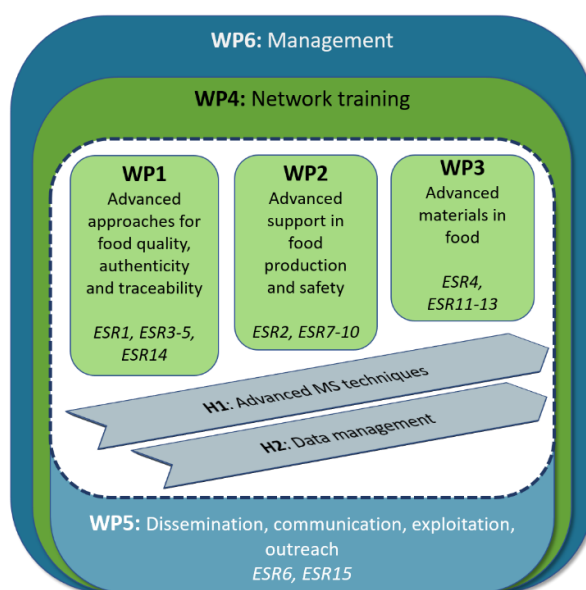 WP6: Management
WP4: Network training
WP1
Advanced
approaches for
food quality,
authenticity
and traceability
ESR1, ESR3-5,
ESR14
WP2
Advanced
support in
food
production
and safety
ESR2, ESR7-10
WP3
Advanced
materials in
food
ESR4,
ESR11-13
H1: Advanced MS techniques
H2: Data management
WP5: Dissemination, communication, exploitation,
outreach
ESR6, ESR15